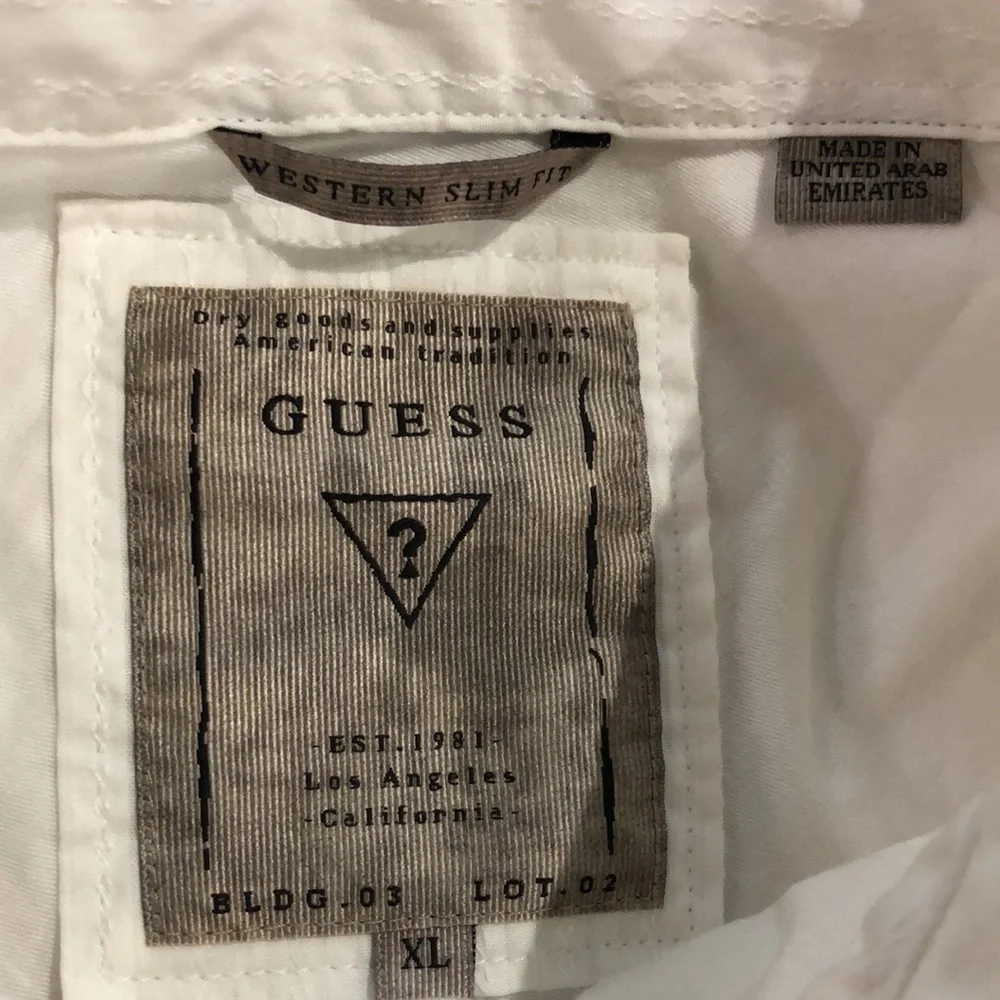 WESTERN SLIM FIT
MADE IN
UNITED ARAB
EMIRATES
Dry goods and supplies
American tradition
GUESS
?
-EST.1981-
Los Angeles
-California-
BLDG.03 LOT.02
XL